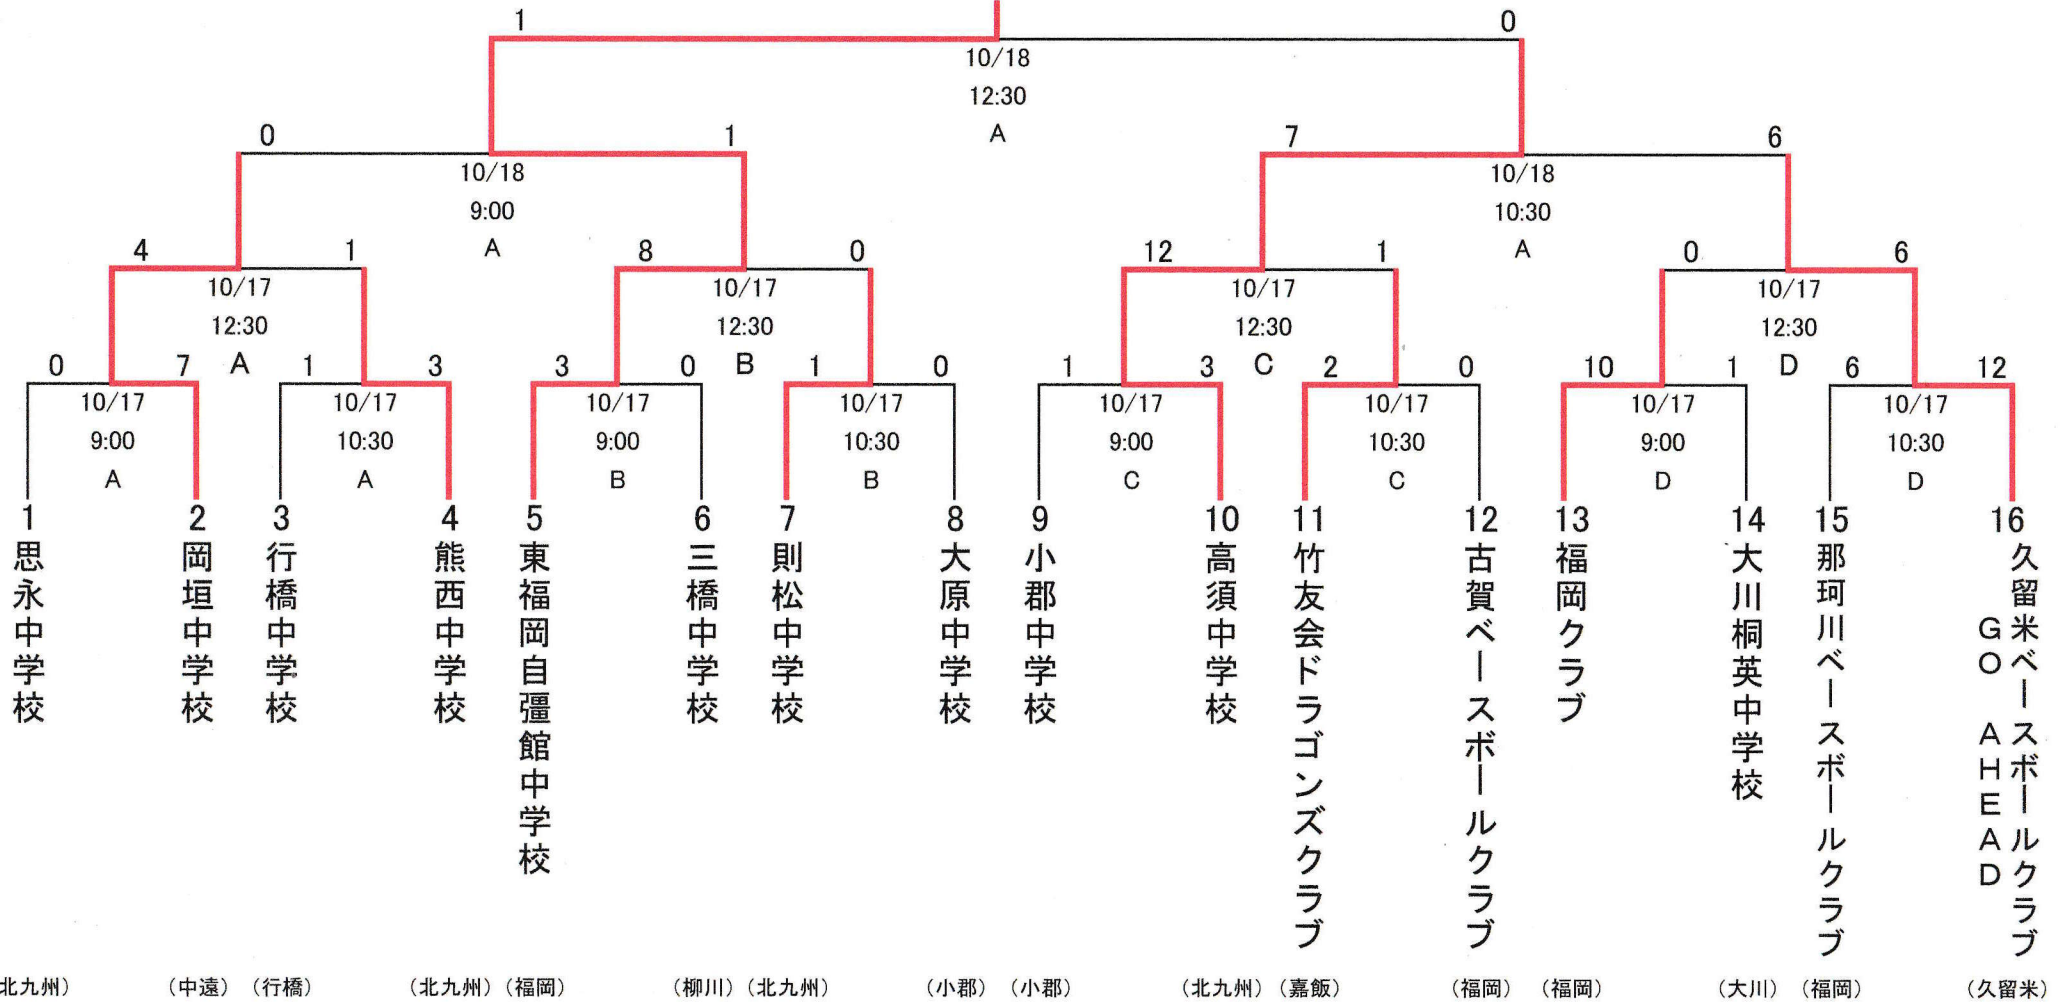 1 0
10/18
12:30
A
0 1 7 6
10/18 10/18
9:00 10:30
A A
4 1 8 0 12 1 0 6
10/17 10/17 10/17 10/17
12:30 12:30 12:30 12:30
A B C D
0 7 1 3 3 0 1 0 1 3 2 0 10 1 6 12
10/17 10/17 10/17 10/17 10/17 10/17 10/17 10/17
9:00 10:30 9:00 10:30 9:00 10:30 9:00 10:30
A A B B C C D D
1 2 3 4 5 6 7 8 9 10 11 12 13 14 15 16
思永中学校
岡垣中学校
行橋中学校
熊西中学校
東福岡自彊館中学校
三橋中学校
則松中学校
大原中学校
小郡中学校
高須中学校
竹友会ドラゴンズクラブ
古賀ベースボールクラブ
福岡クラブ
大川桐英中学校
那珂川ベースボールクラブ
久留米ベースボールクラブ
GO AHEAD
北九州） （中遠） （行橋） （北九州） （福岡） （柳川） （北九州） （小郡） （小郡） （北九州） （嘉飯） （福岡） （福岡） （大川） （福岡） （久留米）